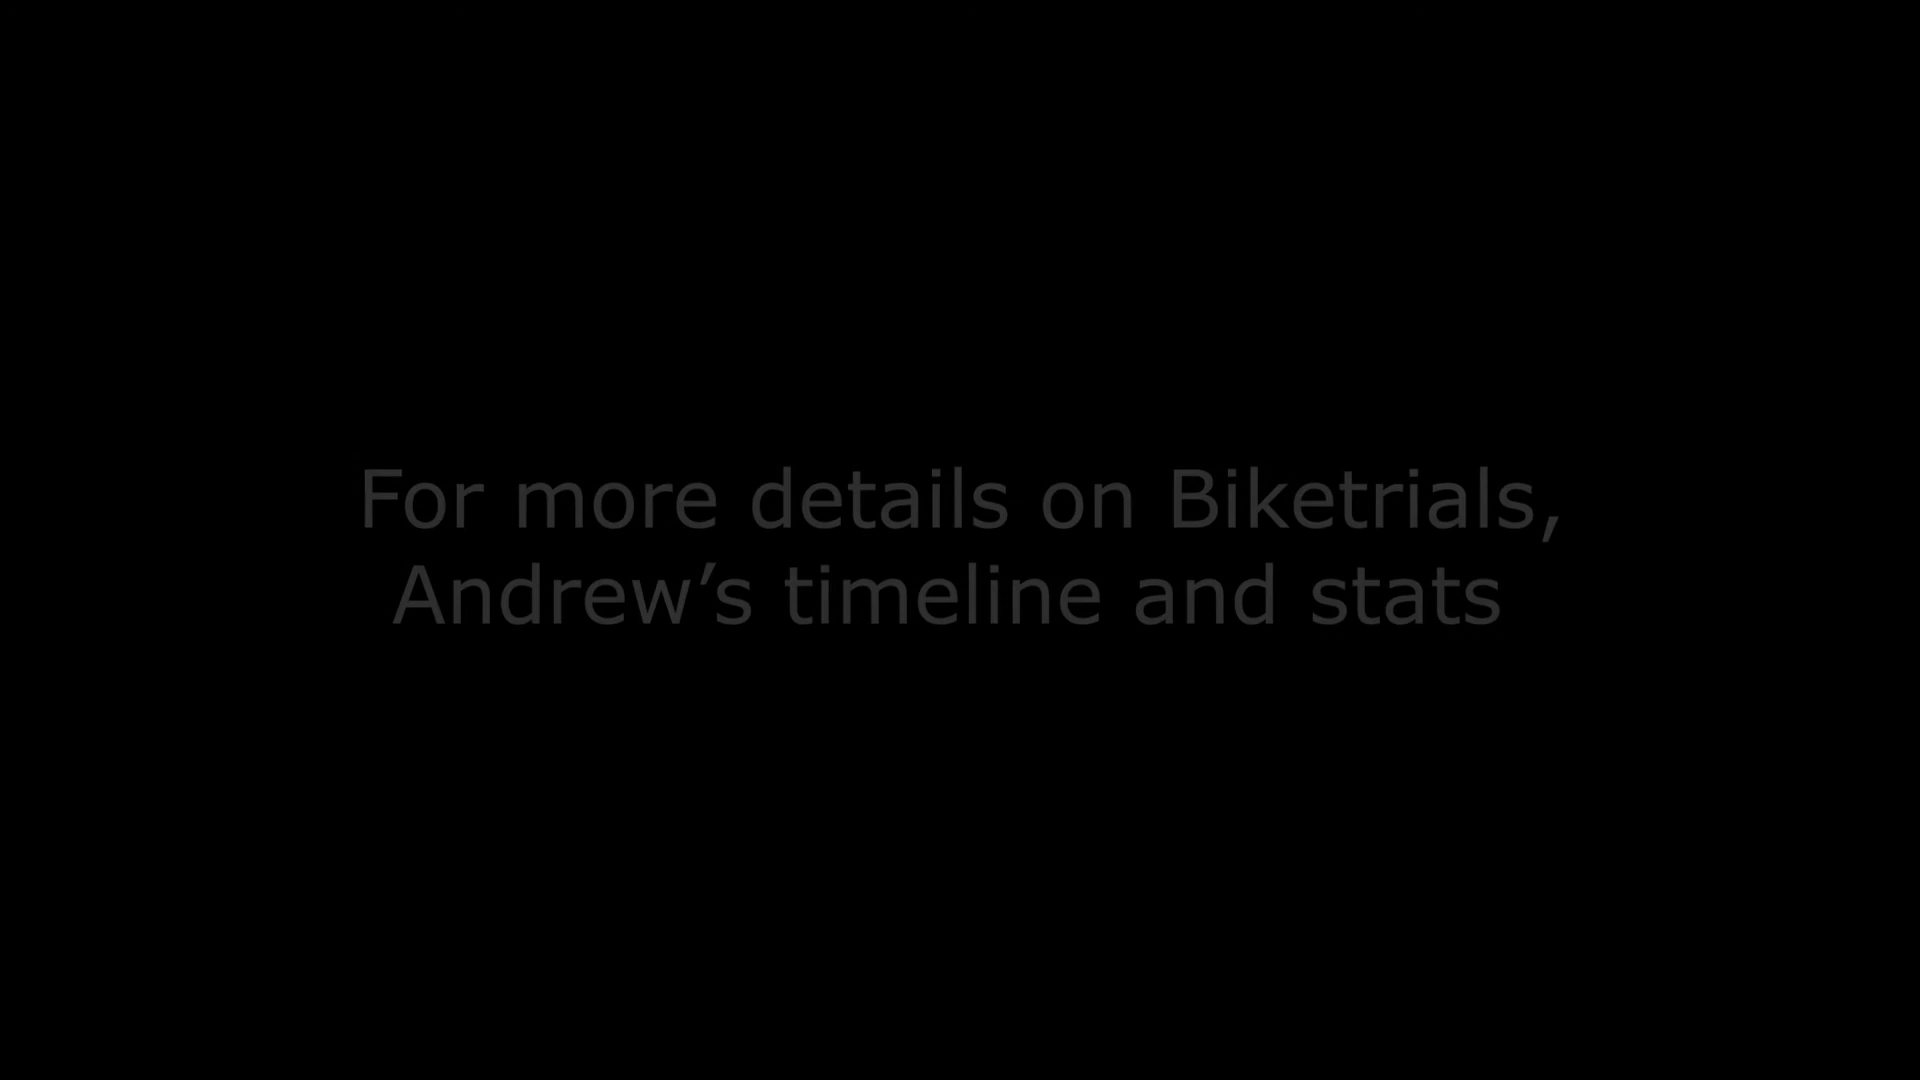 For more details on Biketrials,
Andrew’s timeline and stats